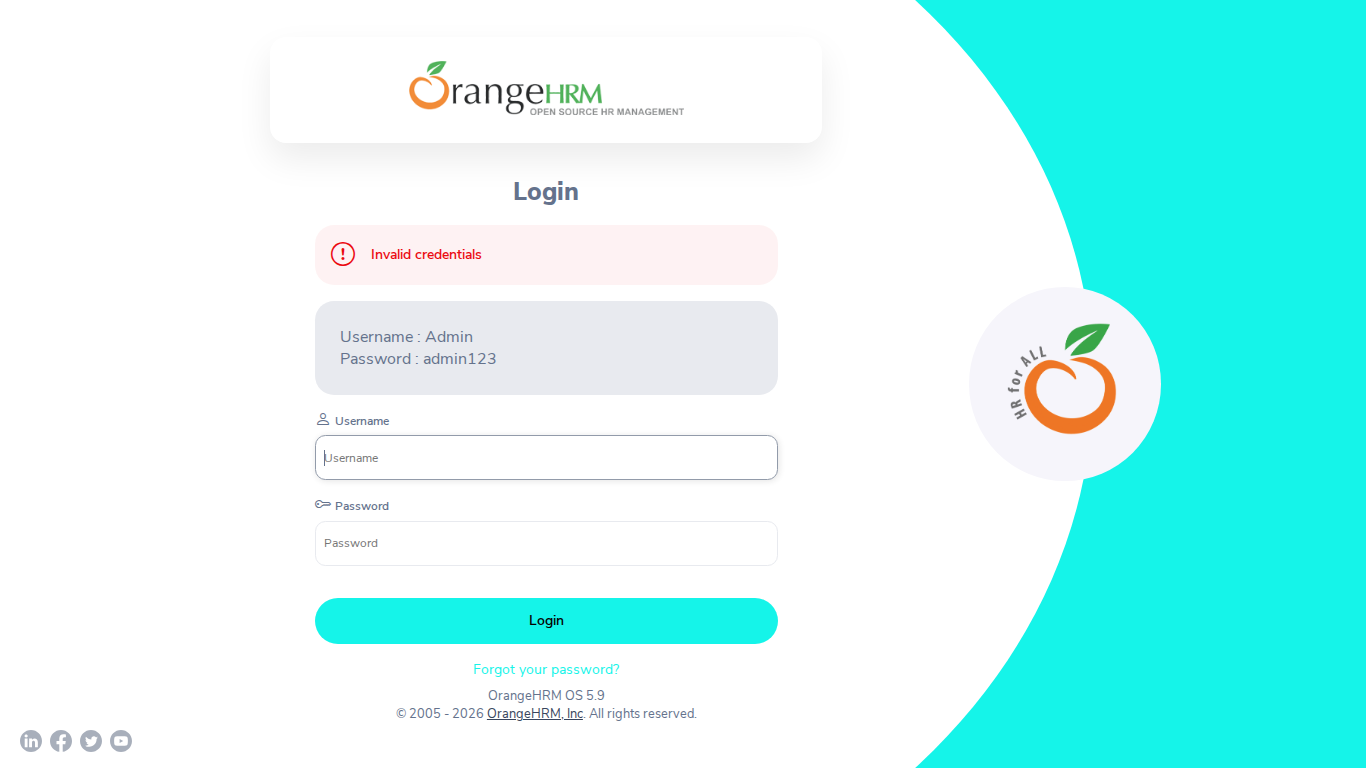 OrangeHRM
OPEN SOURCE HR MANAGEMENT
Login
Invalid credentials
Username : Admin
Password : admin123
Username
Username
Password
Password
Login
Forgot your password?
OrangeHRM OS 5.9
© 2005 - 2026 OrangeHRM, Inc. All rights reserved.
HR for ALL